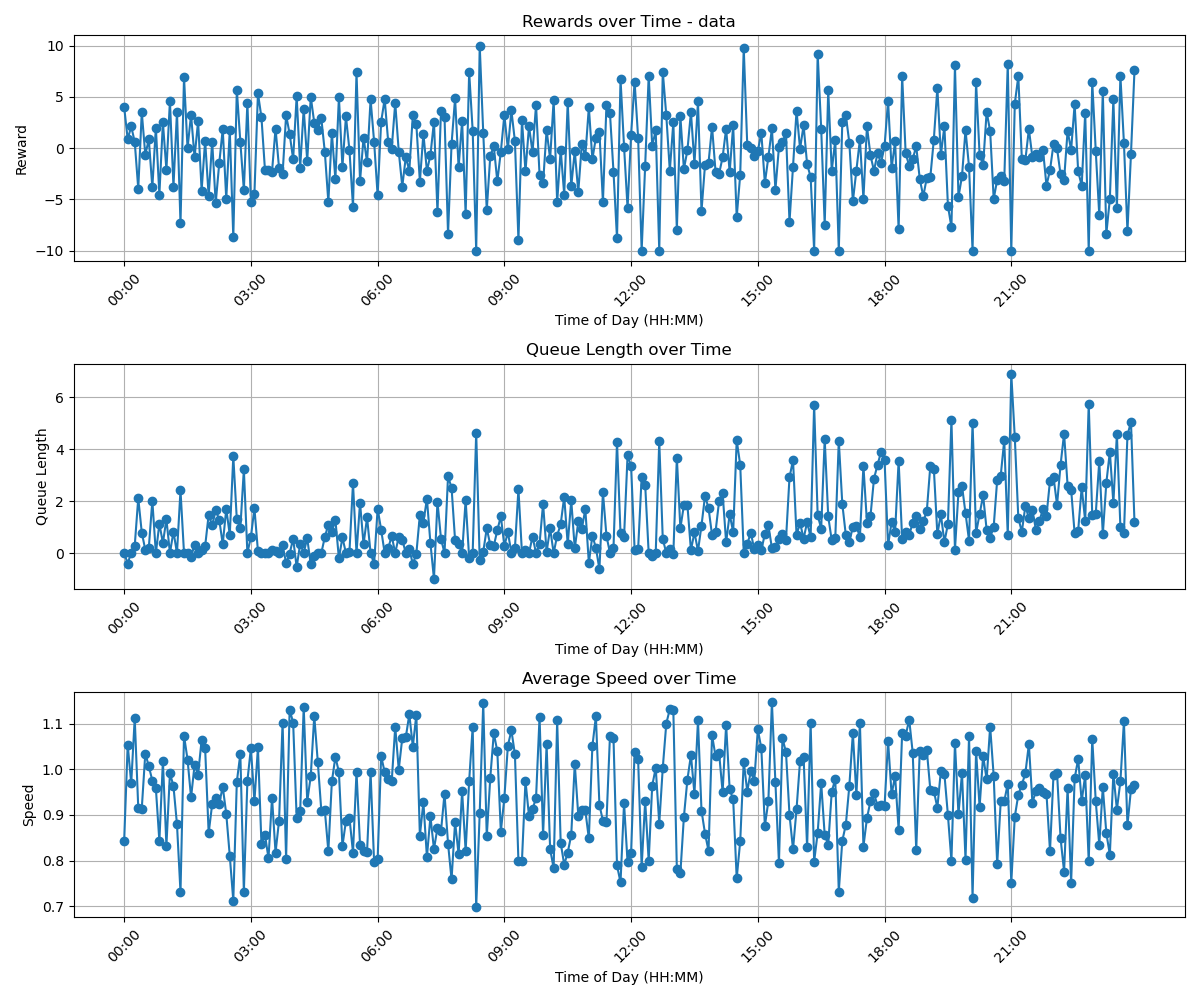 Rewards over Time - data
10
5
0
−5
−10
Reward
00:00 03:00 06:00 09:00 12:00 15:00 18:00 21:00
Time of Day (HH:MM)
Queue Length over Time
6
4
2
0
Queue Length
00:00 03:00 06:00 09:00 12:00 15:00 18:00 21:00
Time of Day (HH:MM)
Average Speed over Time
1.1
1.0
0.9
0.8
0.7
Speed
00:00 03:00 06:00 09:00 12:00 15:00 18:00 21:00
Time of Day (HH:MM)